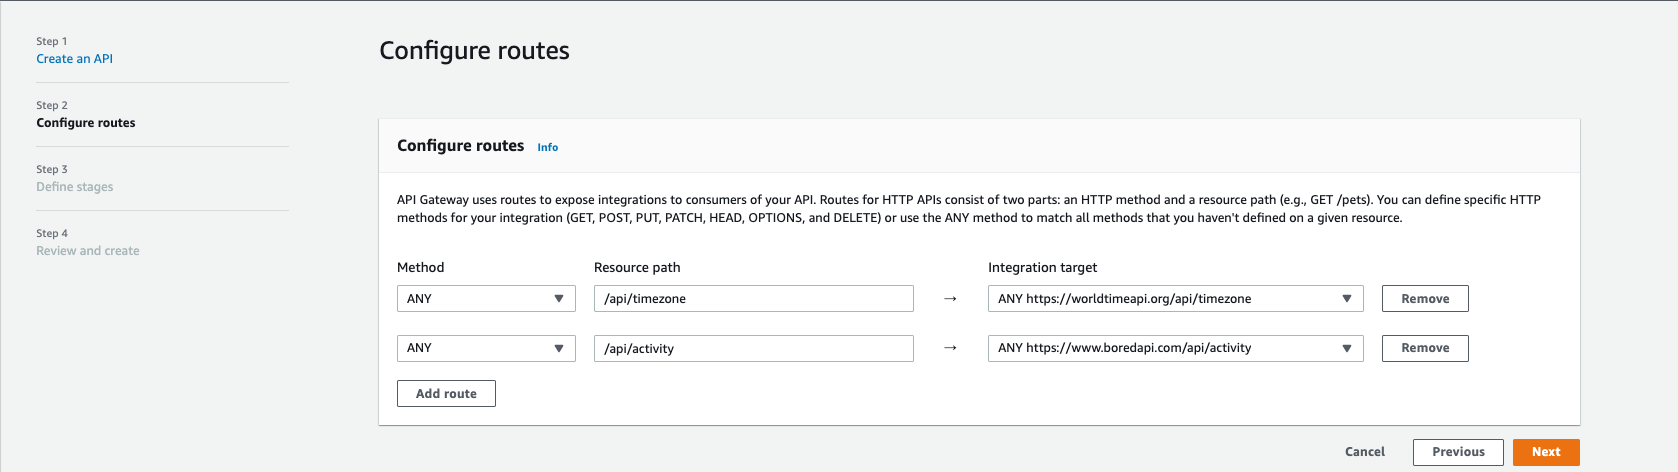 Step 1
Create an API
Step 2
Configure routes
Step 3
Define stages
Step 4
Review and create
Configure routes
Configure routes Info
API Gateway uses routes to expose integrations to consumers of your API. Routes for HTTP APIs consist of two parts: an HTTP method and a resource path (e.g., GET /pets). You can define specific HTTP
methods for your integration (GET, POST, PUT, PATCH, HEAD, OPTIONS, and DELETE) or use the ANY method to match all methods that you haven't defined on a given resource.
Method Resource path Integration target
ANY /api/timezone → ANY https://worldtimeapi.org/api/timezone Remove
ANY /api/activity → ANY https://www.boredapi.com/api/activity Remove
Add route
Cancel Previous Next